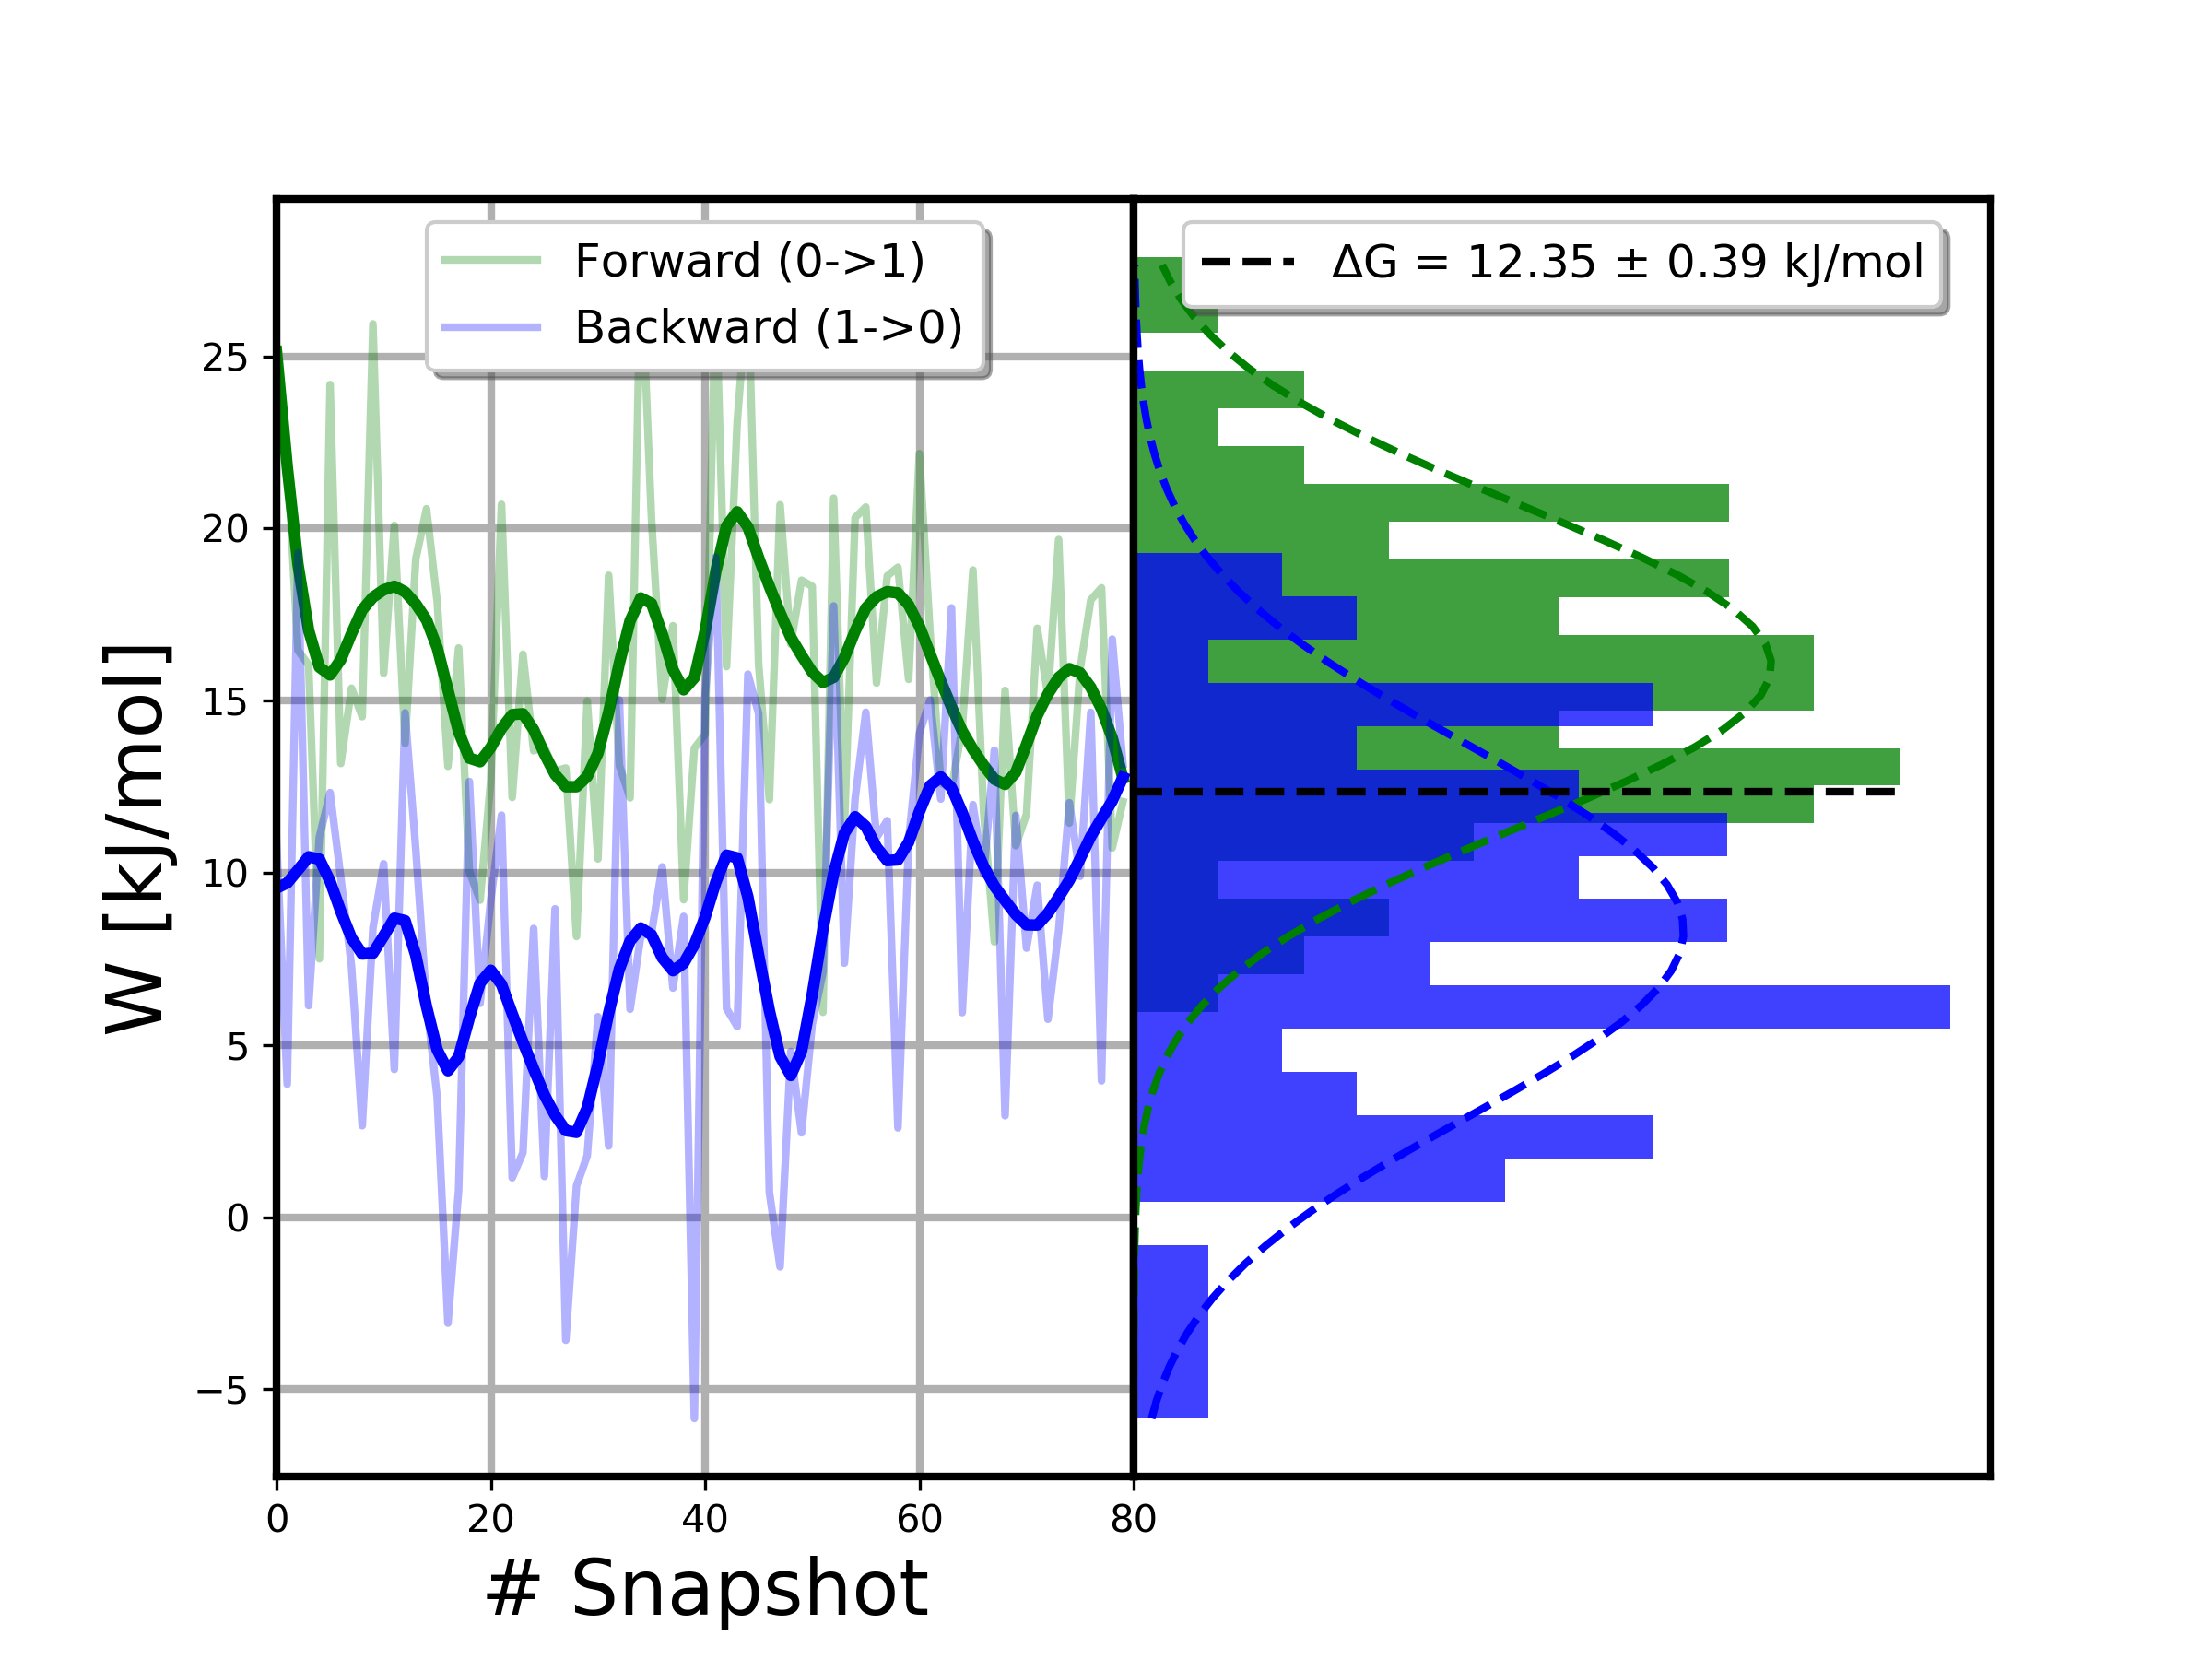 Forward (0->1)
Backward (1->0)
ΔG = 12.35 ± 0.39 kJ/mol
W [kJ/mol]
25
20
15
10
5
0
−5
0 20 40 60 80
# Snapshot